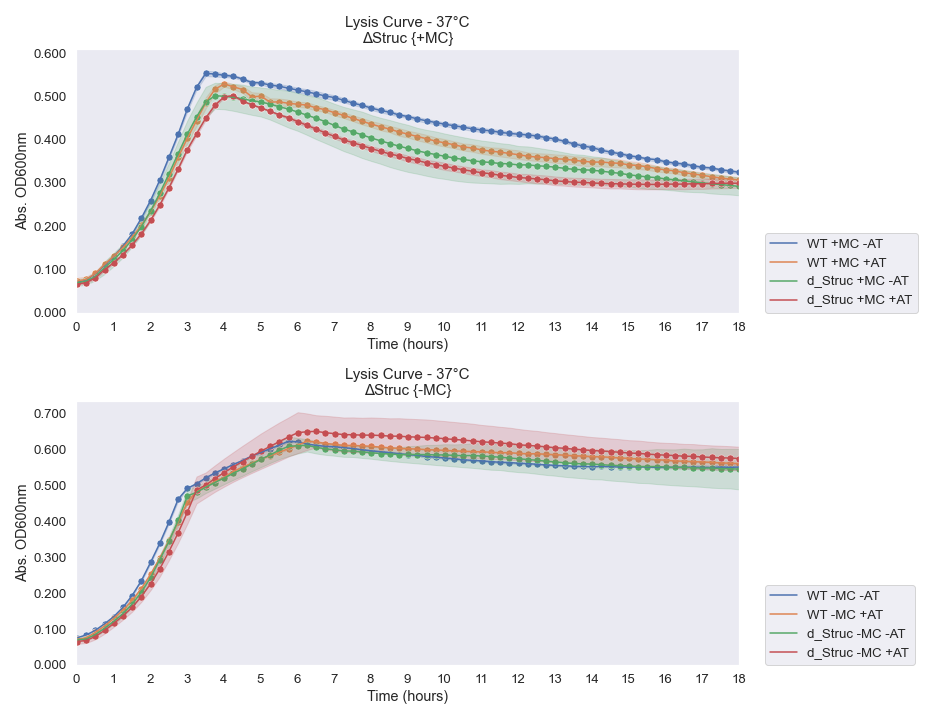 Lysis Curve - 37°C
ΔStruc {+MC}
0.600
0.500
0.400
0.300
0.200
0.100
0.000
Abs. OD600nm
0 1 2 3 4 5 6 7 8 9 10 11 12 13 14 15 16 17 18
Time (hours)
WT +MC -AT
WT +MC +AT
d_Struc +MC -AT
d_Struc +MC +AT
Lysis Curve - 37°C
ΔStruc {-MC}
0.700
0.600
0.500
0.400
0.300
0.200
0.100
0.000
Abs. OD600nm
0 1 2 3 4 5 6 7 8 9 10 11 12 13 14 15 16 17 18
Time (hours)
WT -MC -AT
WT -MC +AT
d_Struc -MC -AT
d_Struc -MC +AT